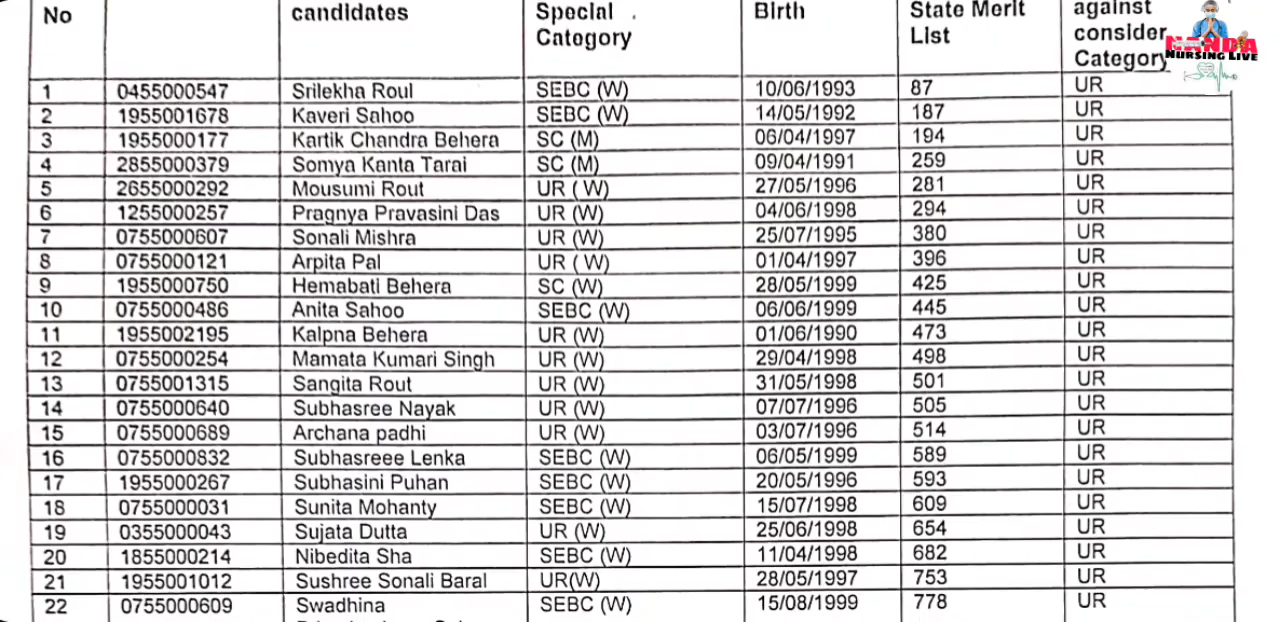 No candidates Special Category Birth State Merit List against consider Category
NANDA
NURSING LIVE
1 0455000547 Srilekha Roul SEBC (W) 10/06/1993 87 UR
2 1955001678 Kaveri Sahoo SEBC (W) 14/05/1992 187 UR
3 1955000177 Kartik Chandra Behera SC (M) 06/04/1997 194 UR
4 2855000379 Somya Kanta Tarai SC (M) 09/04/1991 259 UR
5 2655000292 Mousumi Rout UR ( W) 27/05/1996 281 UR
6 1255000257 Pragnya Pravasini Das UR (W) 04/06/1998 294 UR
7 0755000607 Sonali Mishra UR (W) 25/07/1995 380 UR
8 0755000121 Arpita Pal UR ( W) 01/04/1997 396 UR
9 1955000750 Hemabati Behera SC (W) 28/05/1999 425 UR
10 0755000486 Anita Sahoo SEBC (W) 06/06/1999 445 UR
11 1955002195 Kalpna Behera UR (W) 01/06/1990 473 UR
12 0755000254 Mamata Kumari Singh UR (W) 29/04/1998 498 UR
13 0755001315 Sangita Rout UR (W) 31/05/1998 501 UR
14 0755000640 Subhasree Nayak UR (W) 07/07/1996 505 UR
15 0755000689 Archana padhi UR (W) 03/07/1996 514 UR
16 0755000832 Subhasreee Lenka SEBC (W) 06/05/1999 589 UR
17 1955000267 Subhasini Puhan SEBC (W) 20/05/1996 593 UR
18 0755000031 Sunita Mohanty SEBC (W) 15/07/1998 609 UR
19 0355000043 Sujata Dutta UR (W) 25/06/1998 654 UR
20 1855000214 Nibedita Sha SEBC (W) 11/04/1998 682 UR
21 1955001012 Sushree Sonali Baral UR(W) 28/05/1997 753 UR
22 0755000609 Swadhina SEBC (W) 15/08/1999 778 UR